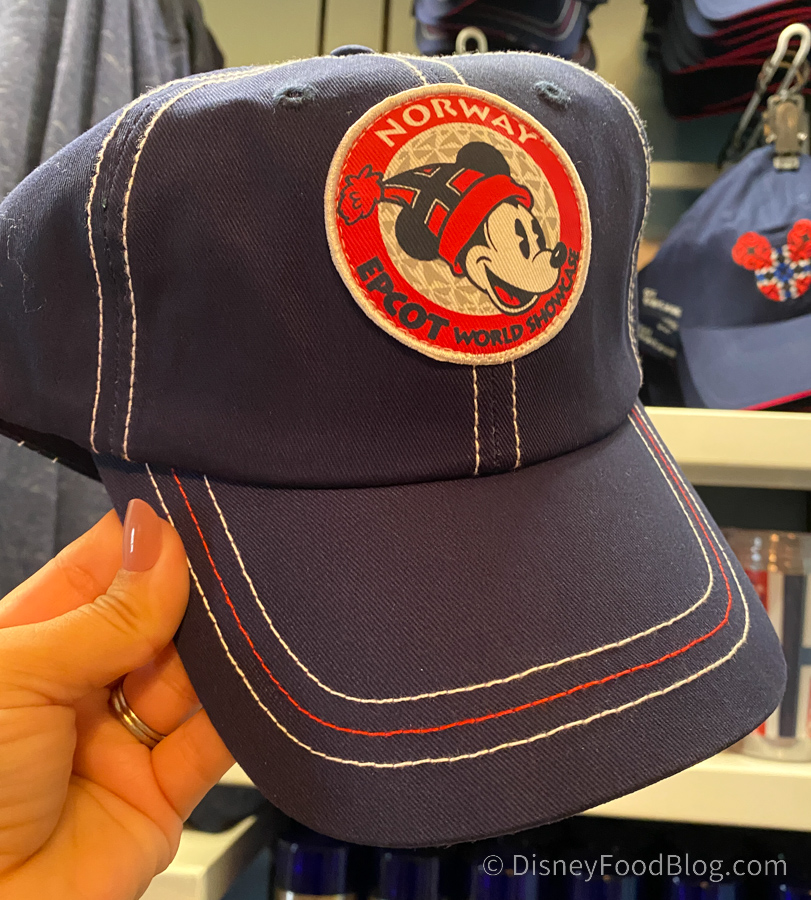 NORWAY
EPCOT WORLD SHOWCASE
© DisneyFoodBlog.com